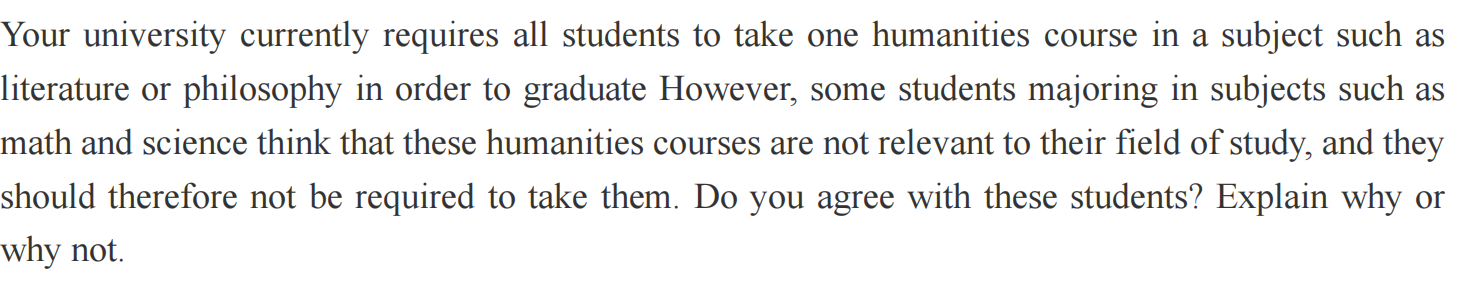 Your university currently requires all students to take one humanities course in a subject such as
literature or philosophy in order to graduate However, some students majoring in subjects such as
math and science think that these humanities courses are not relevant to their field of study, and they
should therefore not be required to take them. Do you agree with these students? Explain why or
why not.